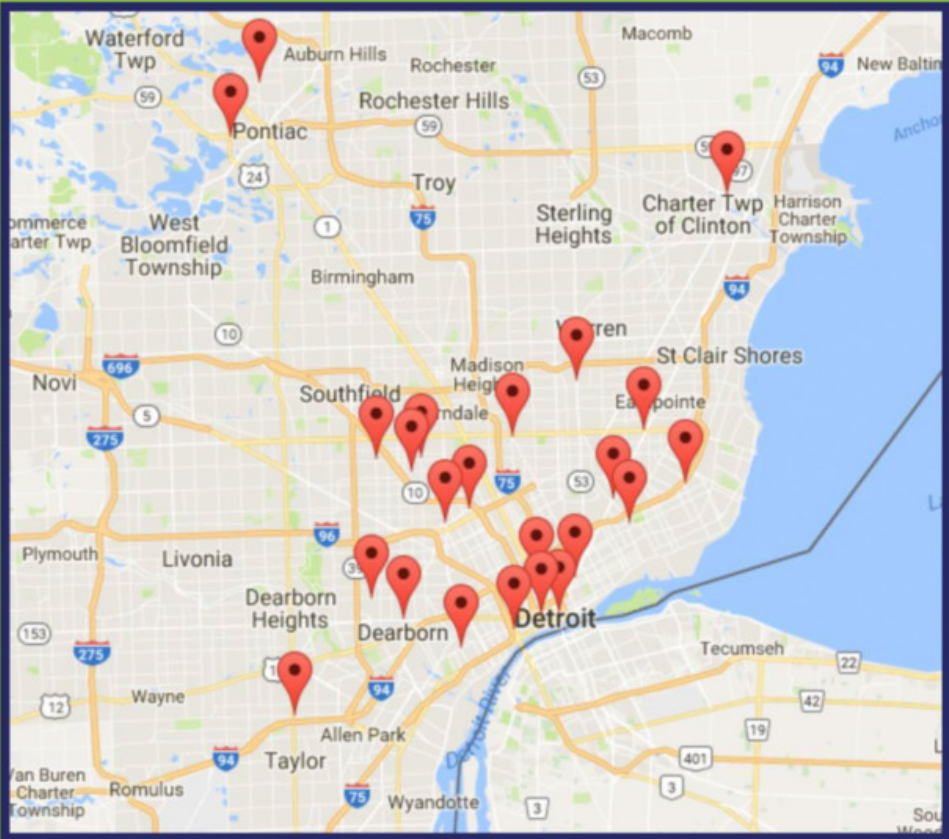 Waterford
Twp
Auburn Hills
Macomb
Rochester
53
94
New Baltin
59
Rochester Hills
59
Pontiac
24
Troy
97
Anchor
75
Charter Twp
of Clinton
Harrison
Charter
Township
ommerce
arter Twp
West
Bloomfield
Township
1
Sterling
Heights
Birmingham
94
10
696
Madison
St Clair Shores
Novi
Southfield
5
rndale
275
10
75
53
96
Plymouth
Livonia
Dearborn
Heights
Dearborn
Detroit
153
275
Tecumseh
22
Wayne
94
42
12
Allen Park
Detroit River
19
94
Taylor
401
75
3
Van Buren
Charter
Township
Romulus
Wyandotte
3